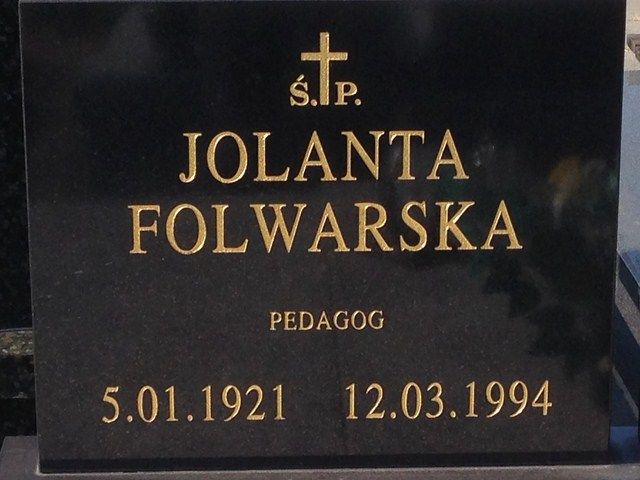 Ś.P.
JOLANTA
FOLWARSKA
PEDAGOG
5.01.1921 12.03.1994